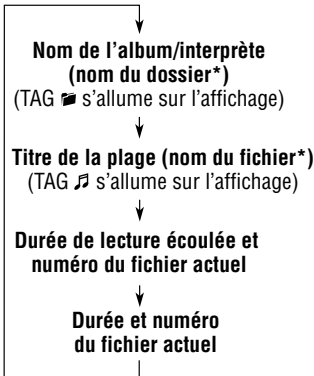 Nom de l'album/interprète
(nom du dossier*)
(TAG s'allume sur l'affichage)
Titre de la plage (nom du fichier*)
(TAG ♫ s'allume sur l'affichage)
Durée de lecture écoulée et
numéro du fichier actuel
Durée et numéro
du fichier actuel